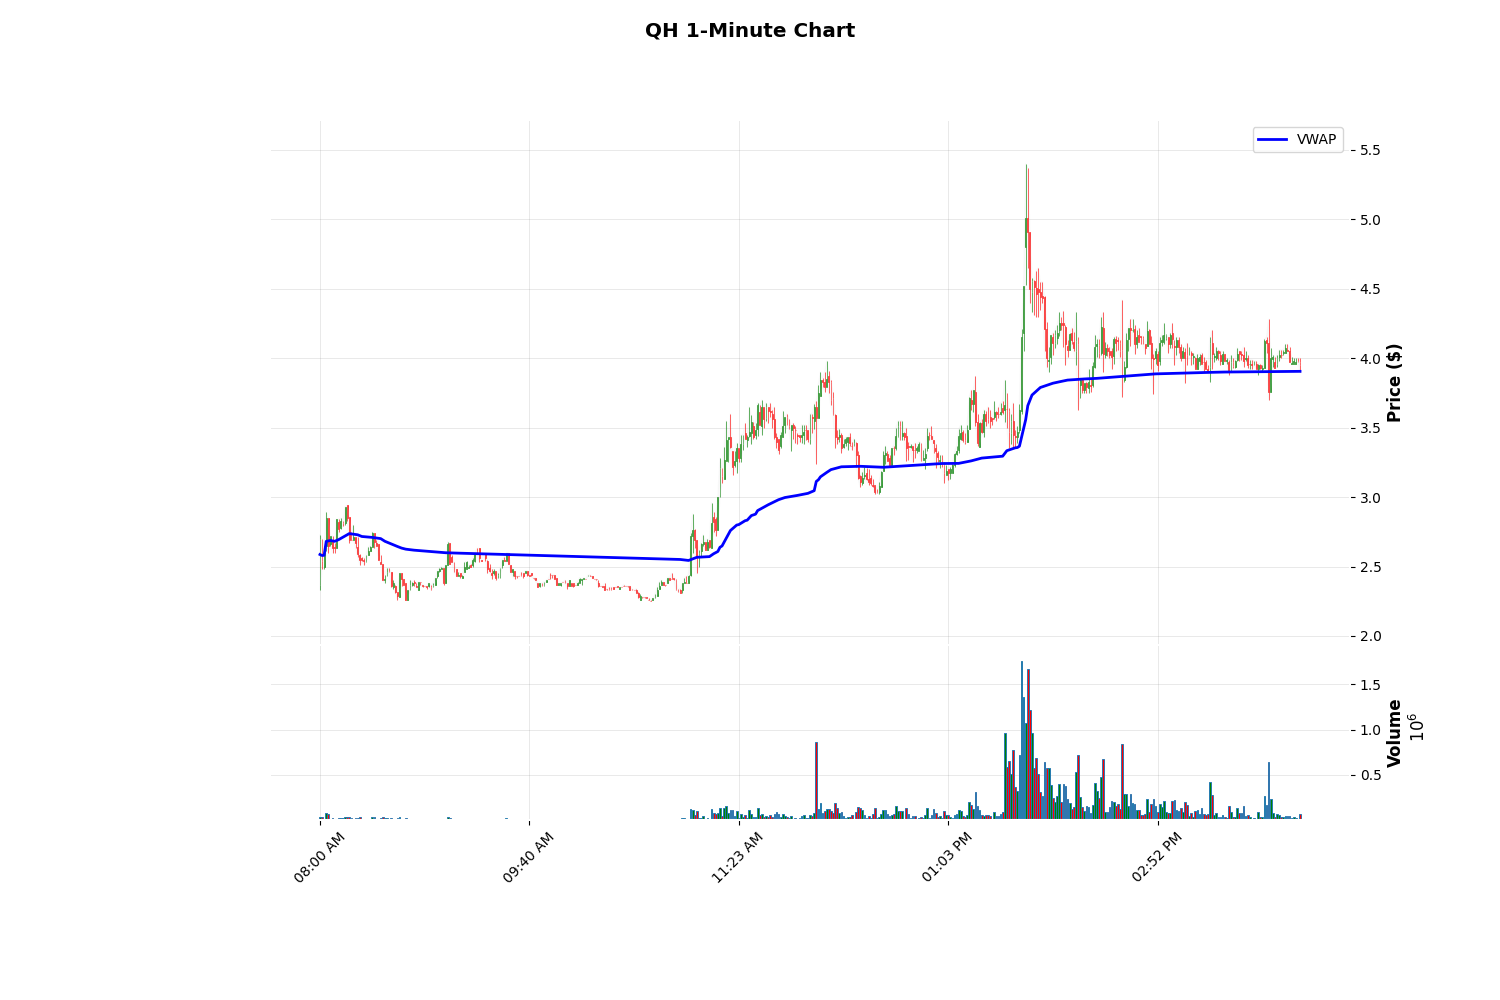 QH 1-Minute Chart
VWAP
5.5
5.0
4.5
4.0
3.5
3.0
2.5
2.0
Price ($)
1.5
1.0
0.5
Volume
10⁶
08:00 AM
09:40 AM
11:23 AM
01:03 PM
02:52 PM